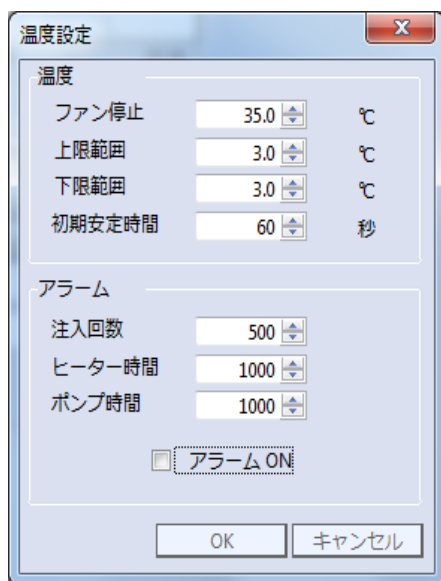 温度設定
温度
ファン停止 35.0 ℃
上限範囲 3.0 ℃
下限範囲 3.0 ℃
初期安定時間 60 秒
アラーム
注入回数 500
ヒーター時間 1000
ポンプ時間 1000
アラーム ON
OK キャンセル